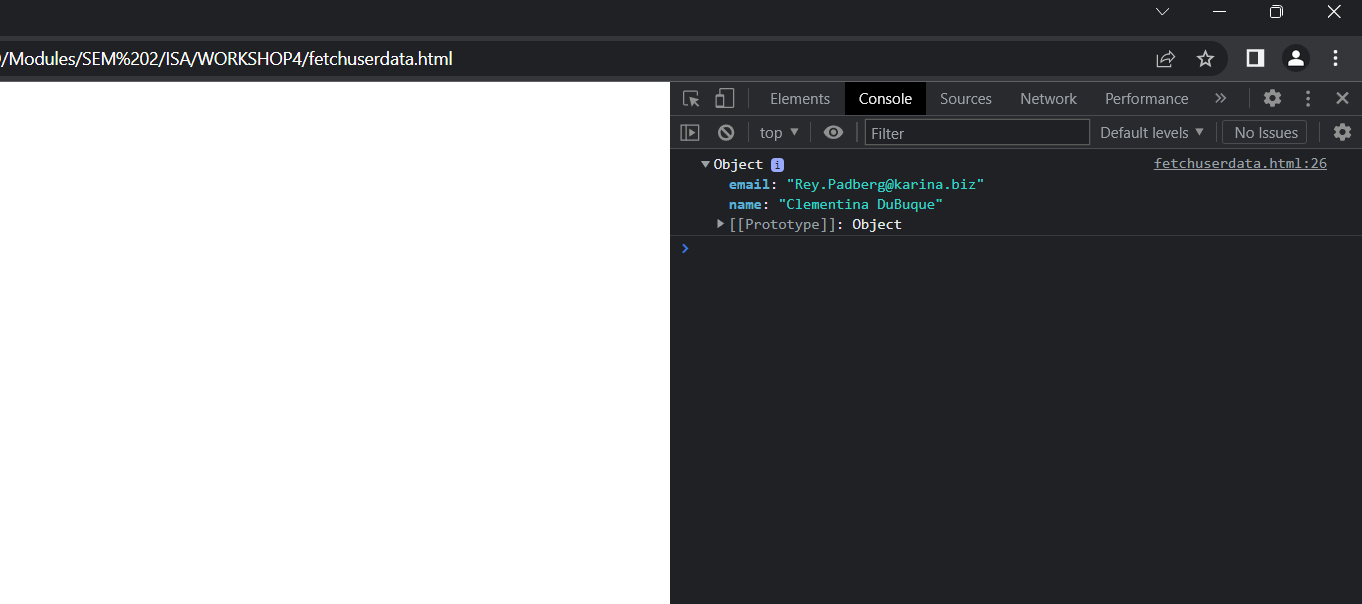 /Modules/SEM%202/ISA/WORKSHOP4/fetchuserdata.html
Elements Console Sources Network Performance »
top ▼ Filter Default levels ▼ No Issues
▼Object i fetchuserdata.html:26
email: "Rey.Padberg@karina.biz"
name: "Clementina DuBuque"
▶[[Prototype]]: Object